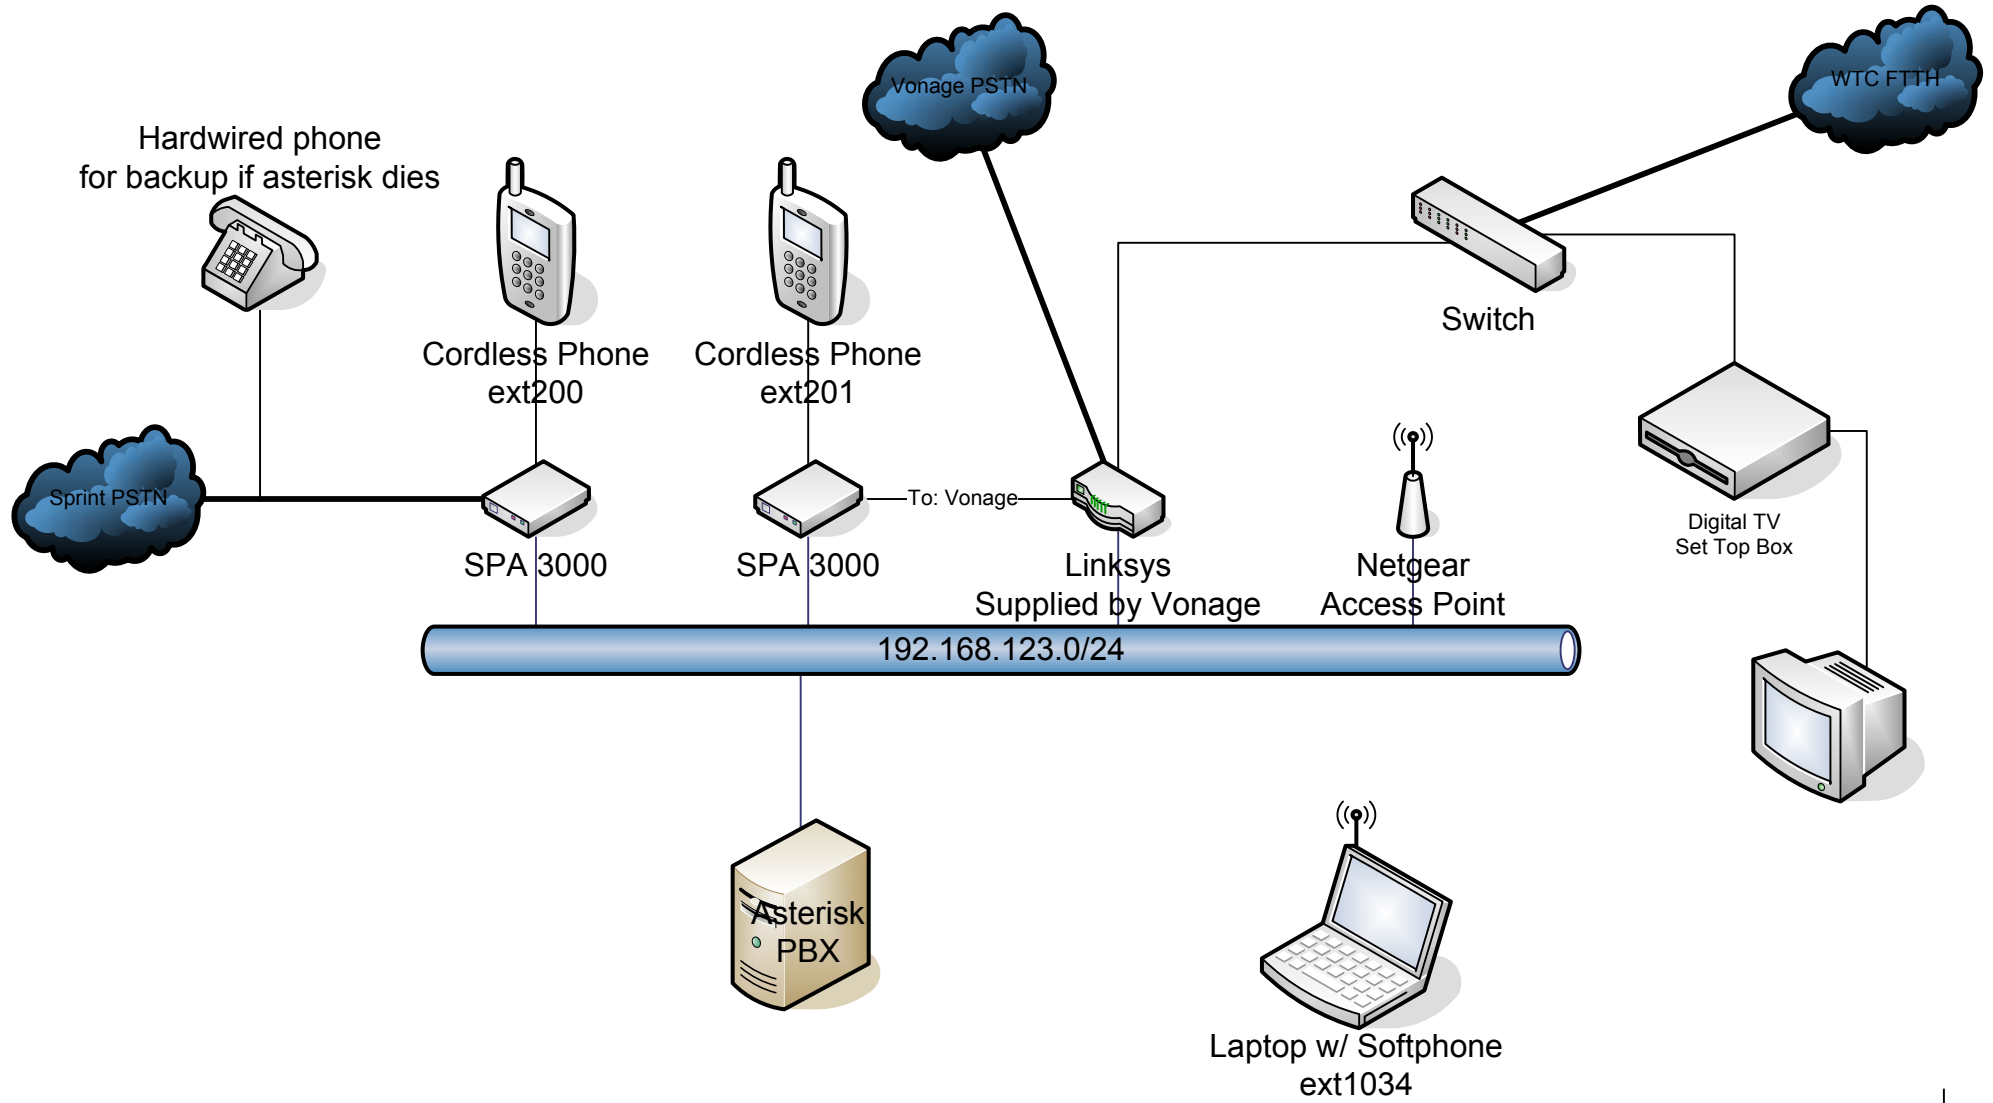 Vonage PSTN
WTC FTTH
Hardwired phone
for backup if asterisk dies
Switch
Cordless Phone
ext200
Cordless Phone
ext201
Sprint PSTN
To: Vonage
Digital TV
Set Top Box
SPA 3000
SPA 3000
Linksys
Supplied by Vonage
Netgear
Access Point
192.168.123.0/24
Asterisk
PBX
Laptop w/ Softphone
ext1034